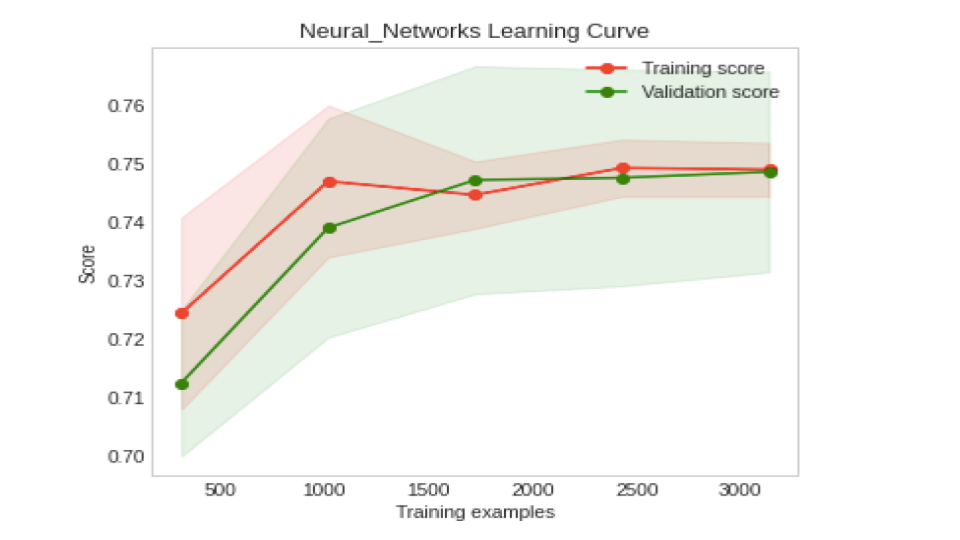 Neural_Networks Learning Curve
Training score
Validation score
0.76
0.75
0.74
0.73
0.72
0.71
0.70
Score
500 1000 1500 2000 2500 3000
Training examples